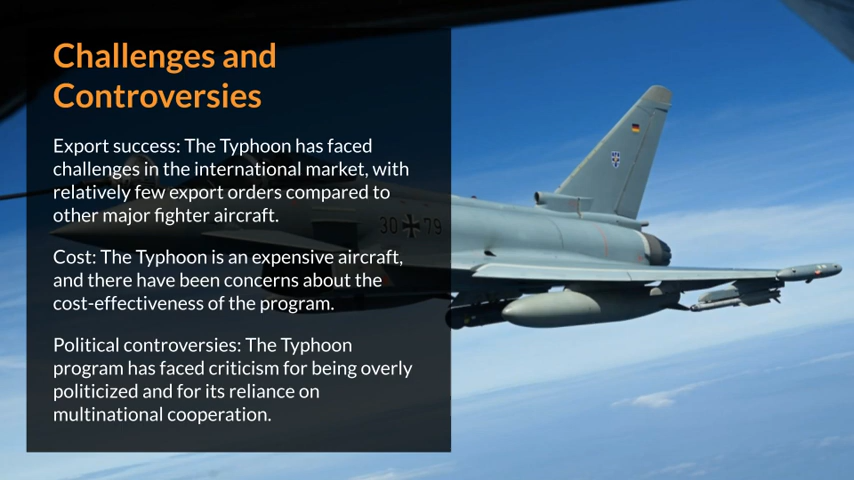 Challenges and
Controversies
Export success: The Typhoon has faced
challenges in the international market, with
relatively few export orders compared to
other major fighter aircraft.
30 79
Cost: The Typhoon is an expensive aircraft,
and there have been concerns about the
cost-effectiveness of the program.
Political controversies: The Typhoon
program has faced criticism for being overly
politicized and for its reliance on
multinational cooperation.